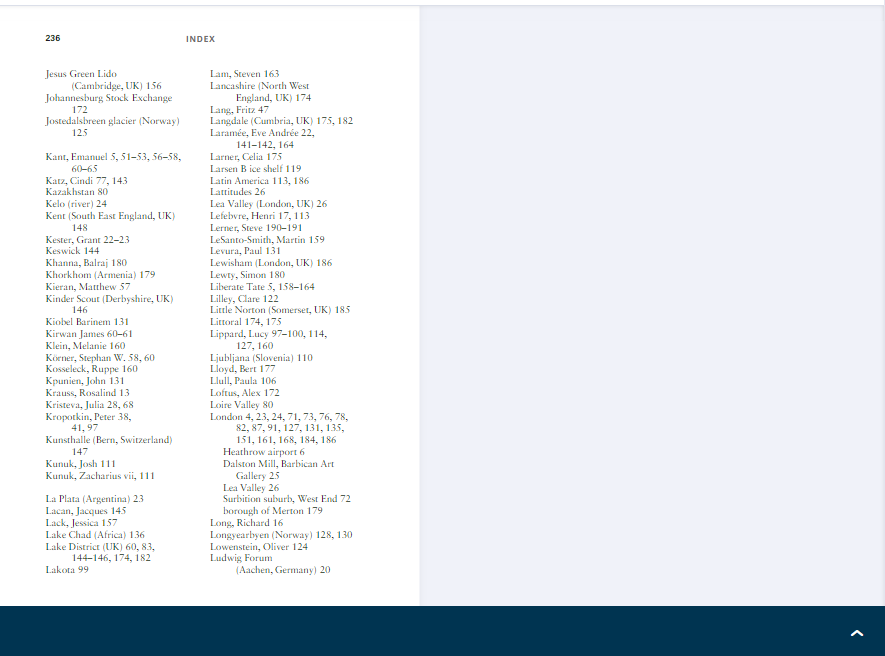 236
INDEX
Jesus Green Lido
(Cambridge, UK) 156
Johannesburg Stock Exchange
172
Jostedalsbreen glacier (Norway)
125
Kant, Emanuel 5, 51–53, 56–58,
60–65
Katz, Cindi 77, 143
Kazakhstan 80
Kelo (river) 24
Kent (South East England, UK)
148
Kester, Grant 22–23
Keswick 144
Khanna, Balraj 180
Khorkhom (Armenia) 179
Kieran, Matthew 57
Kinder Scout (Derbyshire, UK)
146
Kiobel Barinem 131
Kirwan James 60–61
Klein, Melanie 160
Körner, Stephan W. 58, 60
Kosseleck, Ruppe 160
Kpunien, John 131
Krauss, Rosalind 13
Kristeva, Julia 28, 68
Kropotkin, Peter 38,
41, 97
Kunsthalle (Bern, Switzerland)
147
Kunuk, Josh 111
Kunuk, Zacharius vii, 111
La Plata (Argentina) 23
Lacan, Jacques 145
Lack, Jessica 157
Lake Chad (Africa) 136
Lake District (UK) 60, 83,
144–146, 174, 182
Lakota 99
Lam, Steven 163
Lancashire (North West
England, UK) 174
Lang, Fritz 47
Langdale (Cumbria, UK) 175, 182
Laramée, Eve Andrée 22,
141–142, 164
Larner, Celia 175
Larsen B ice shelf 119
Latin America 113, 186
Lattitudes 26
Lea Valley (London, UK) 26
Lefebvre, Henri 17, 113
Lerner, Steve 190–191
LeSanto-Smith, Martin 159
Levura, Paul 131
Lewisham (London, UK) 186
Lewty, Simon 180
Liberate Tate 5, 158–164
Lilley, Clare 122
Little Norton (Somerset, UK) 185
Littoral 174, 175
Lippard, Lucy 97–100, 114,
127, 160
Ljubljana (Slovenia) 110
Lloyd, Bert 177
Llull, Paula 106
Loftus, Alex 172
Loire Valley 80
London 4, 23, 24, 71, 73, 76, 78,
82, 87, 91, 127, 131, 135,
151, 161, 168, 184, 186
Heathrow airport 6
Dalston Mill, Barbican Art
Gallery 25
Lea Valley 26
Surbition suburb, West End 72
borough of Merton 179
Long, Richard 16
Longyearbyen (Norway) 128, 130
Lowenstein, Oliver 124
Ludwig Forum
(Aachen, Germany) 20